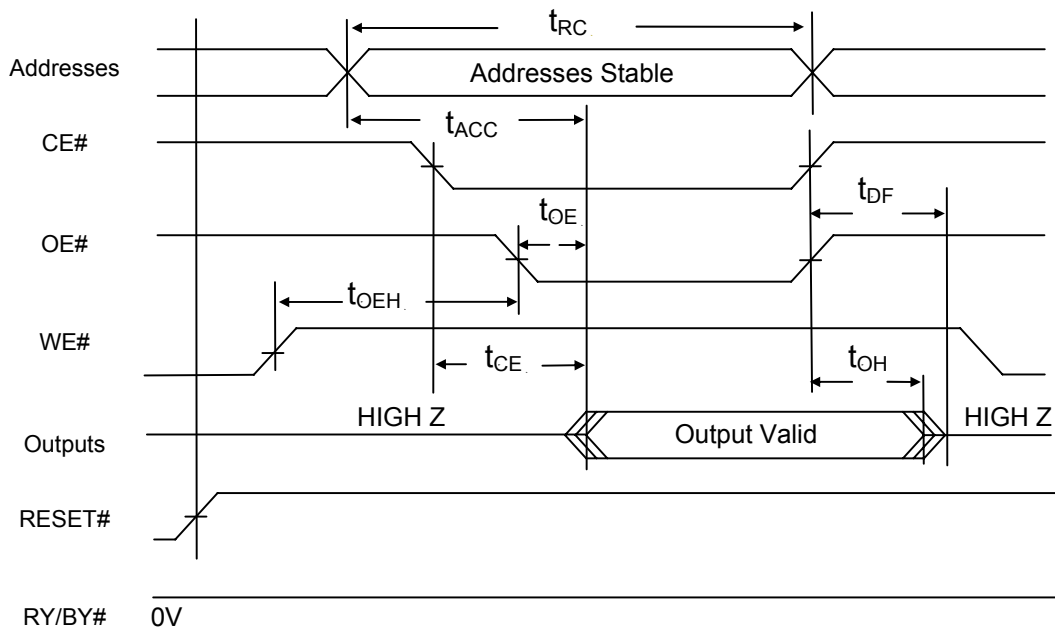 tRC
Addresses
Addresses Stable
tACC
CE#
tDF
tOE
OE#
tOEH
WE#
tCE
tOH
HIGH Z
HIGH Z
Output Valid
Outputs
RESET#
RY/BY#
0V